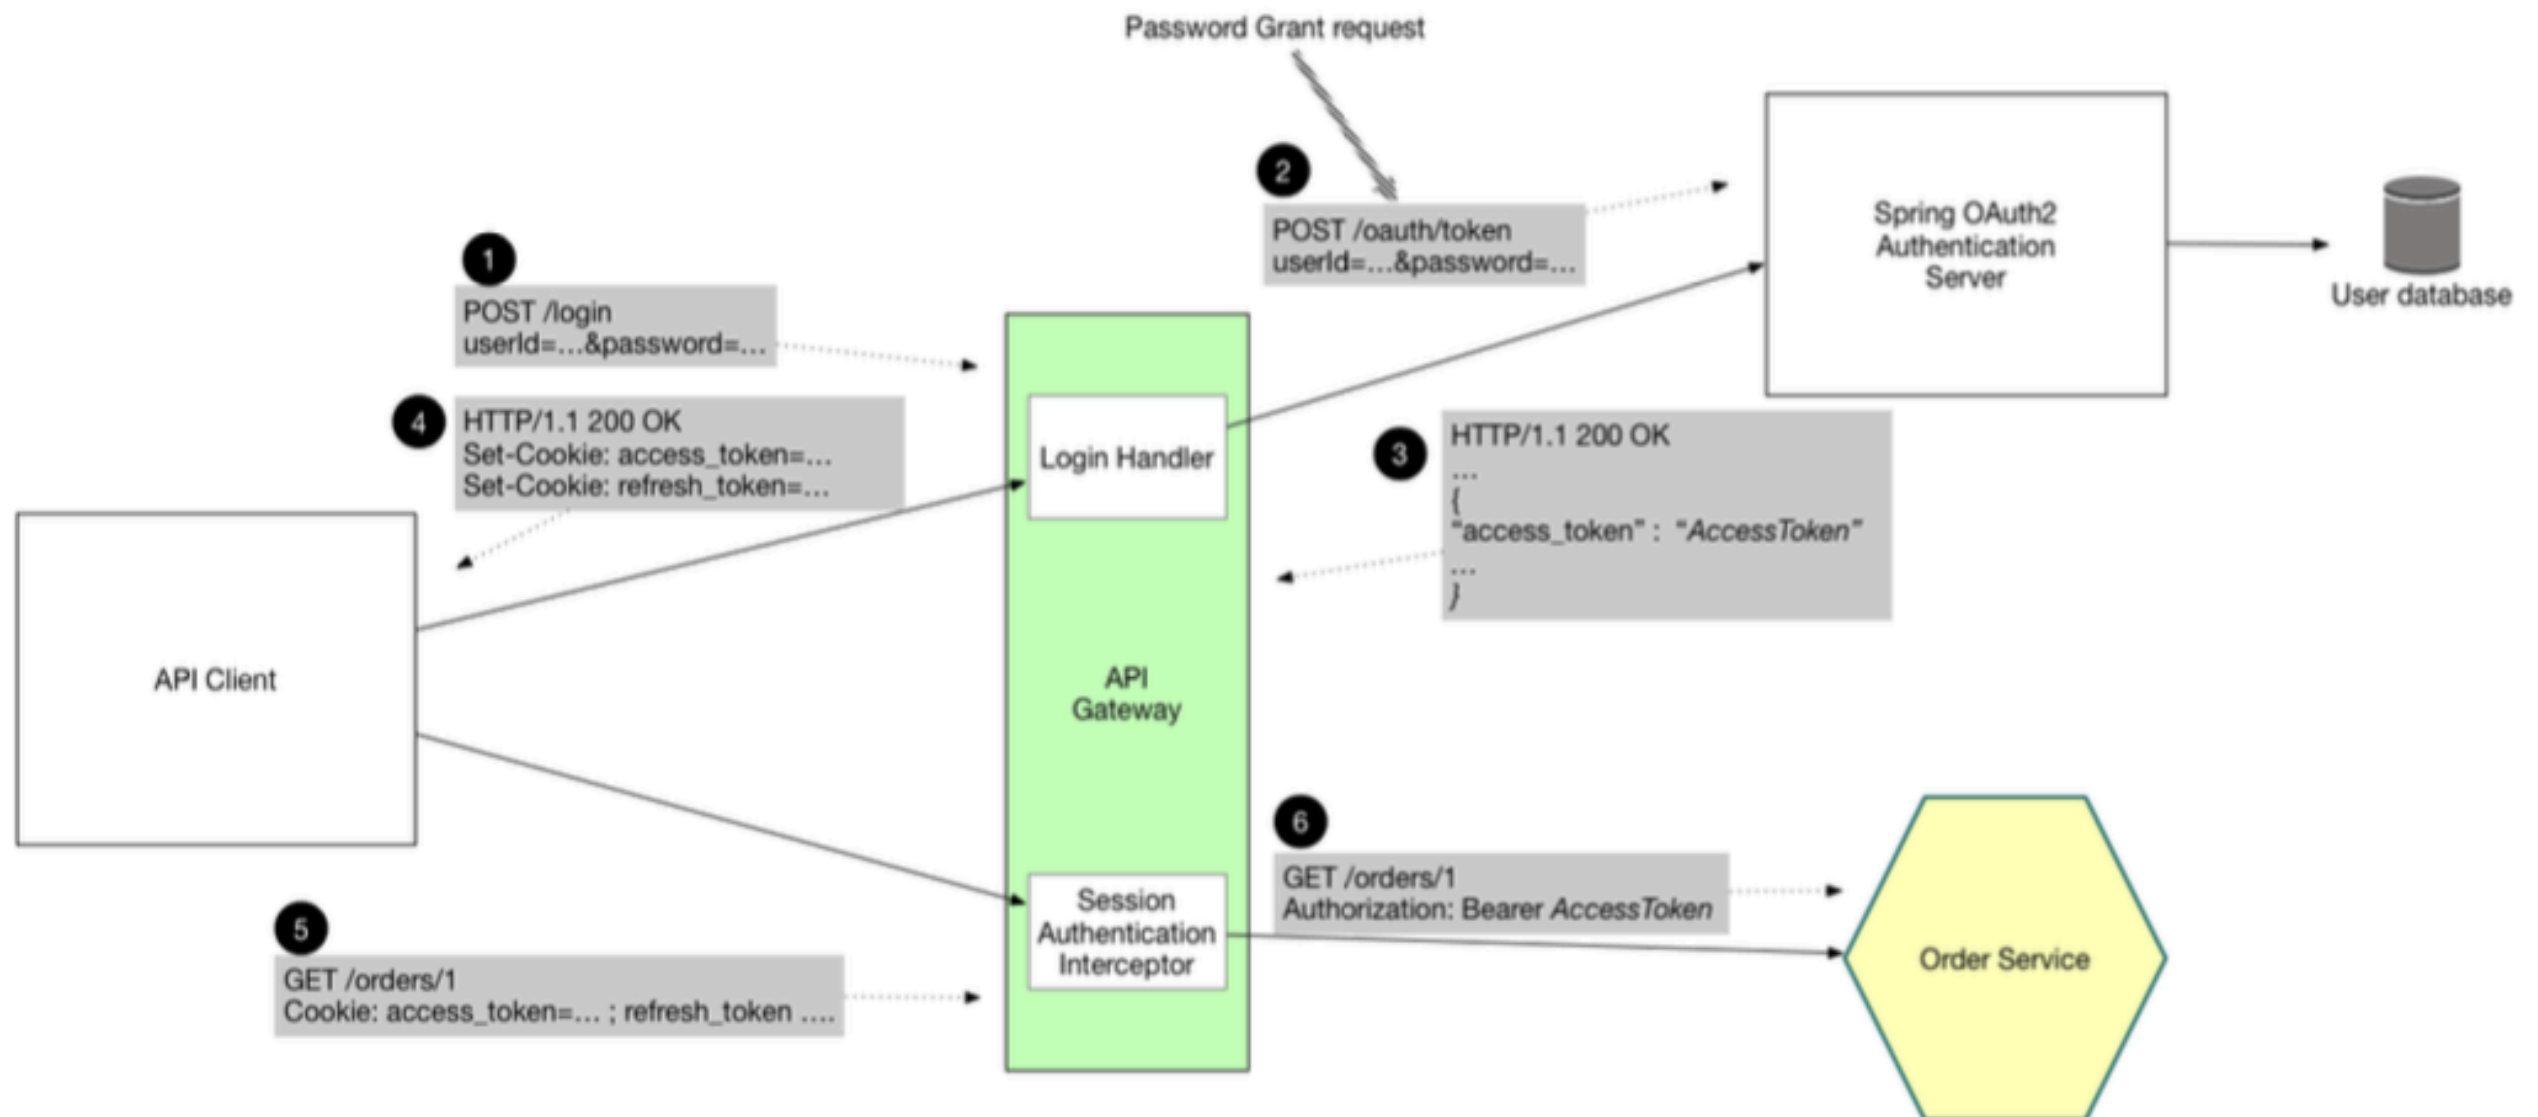 Password Grant request
2
POST /oauth/token
userId=...&password=...
Spring OAuth2
Authentication
Server
User database
1
POST /login
userId=...&password=...
4
HTTP/1.1 200 OK
Set-Cookie: access_token=...
Set-Cookie: refresh_token=...
Login Handler
3
HTTP/1.1 200 OK
...
{
“access_token” : “AccessToken”
...
}
API Client
API
Gateway
6
GET /orders/1
Authorization: Bearer AccessToken
Session
Authentication
Interceptor
Order Service
5
GET /orders/1
Cookie: access_token=... ; refresh_token ....